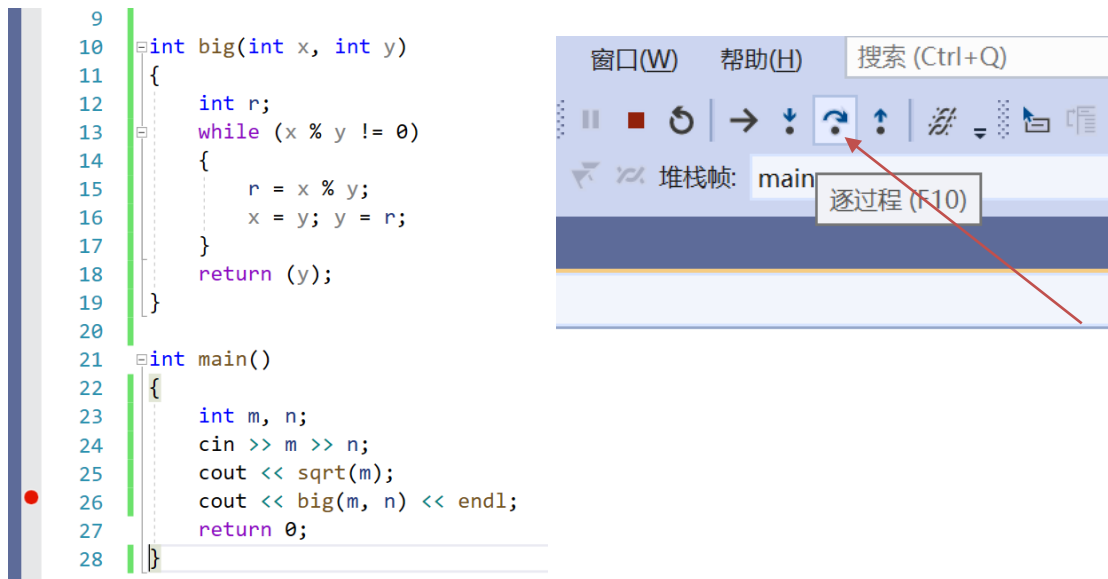 9
10 int big(int x, int y)
11 {
12 int r;
13 while (x % y != 0)
14 {
15 r = x % y;
16 x = y; y = r;
17 }
18 return (y);
19 }
20
21 int main()
22 {
23 int m, n;
24 cin >> m >> n;
25 cout << sqrt(m);
26 cout << big(m, n) << endl;
27 return 0;
28 }
窗口(W) 帮助(H) 搜索 (Ctrl+Q)
堆栈帧: main
逐过程 (F10)